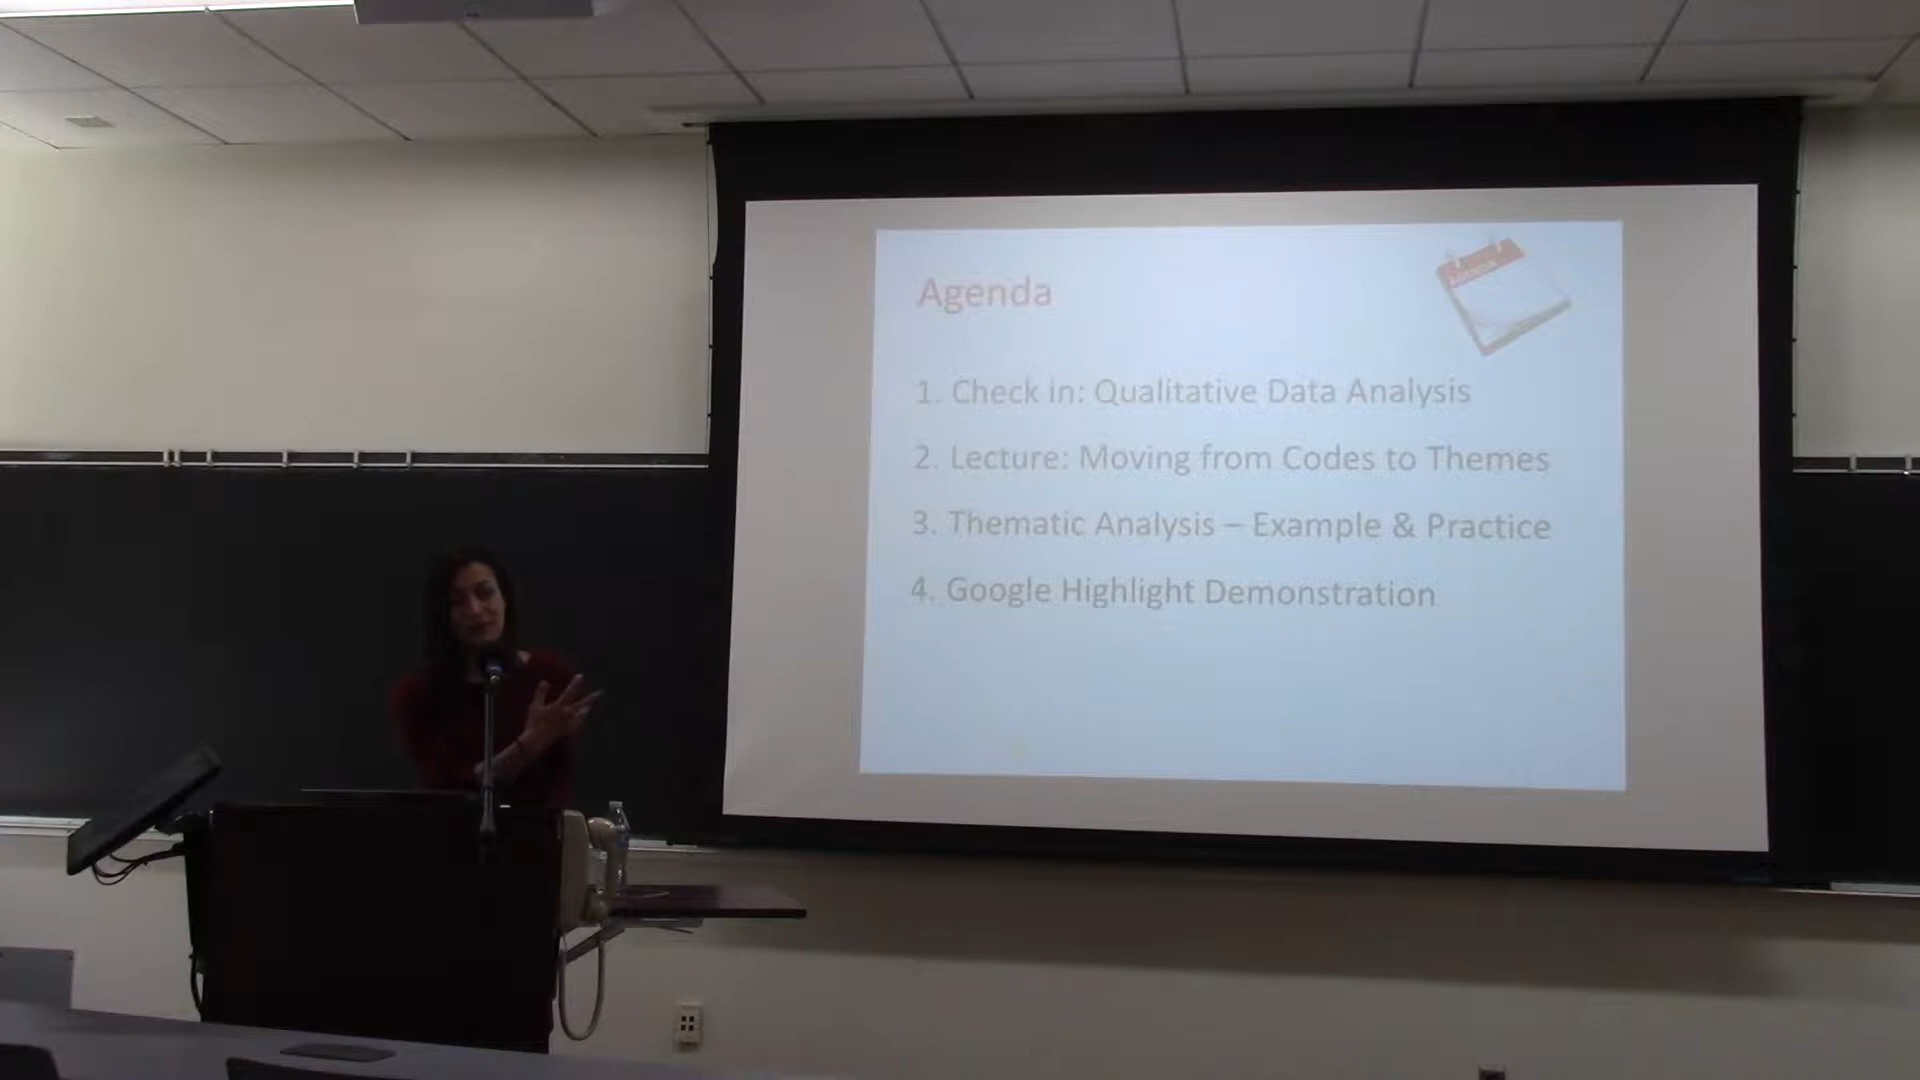 Agenda
1. Check in: Qualitative Data Analysis
2. Lecture: Moving from Codes to Themes
3. Thematic Analysis – Example & Practice
4. Google Highlight Demonstration